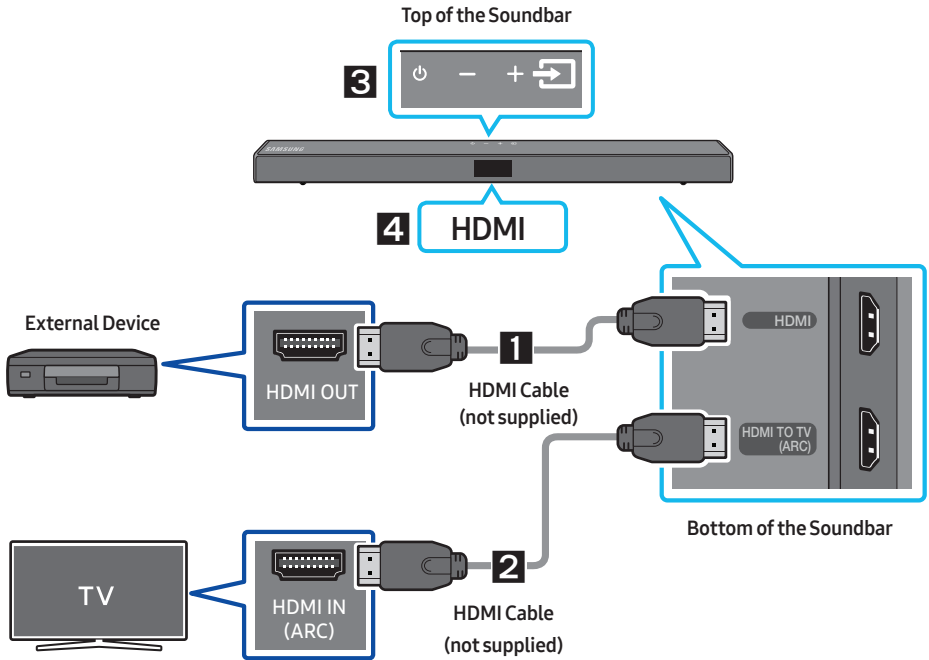 Top of the Soundbar
3
SAMSUNG
4
HDMI
External Device
HDMI OUT
1
HDMI Cable
(not supplied)
HDMI
HDMI TO TV
(ARC)
Bottom of the Soundbar
TV
HDMI IN
(ARC)
2
HDMI Cable
(not supplied)